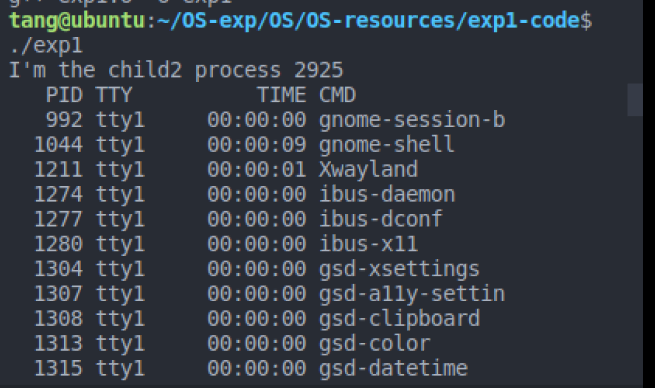 g++ exp1.o -o exp1
tang@ubuntu:~/OS-exp/OS/OS-resources/exp1-code$
./exp1
I'm the child2 process 2925
PID TTY TIME CMD
992 tty1 00:00:00 gnome-session-b
1044 tty1 00:00:09 gnome-shell
1211 tty1 00:00:01 Xwayland
1274 tty1 00:00:00 ibus-daemon
1277 tty1 00:00:00 ibus-dconf
1280 tty1 00:00:00 ibus-x11
1304 tty1 00:00:00 gsd-xsettings
1307 tty1 00:00:00 gsd-a11y-settin
1308 tty1 00:00:00 gsd-clipboard
1313 tty1 00:00:00 gsd-color
1315 tty1 00:00:00 gsd-datetime